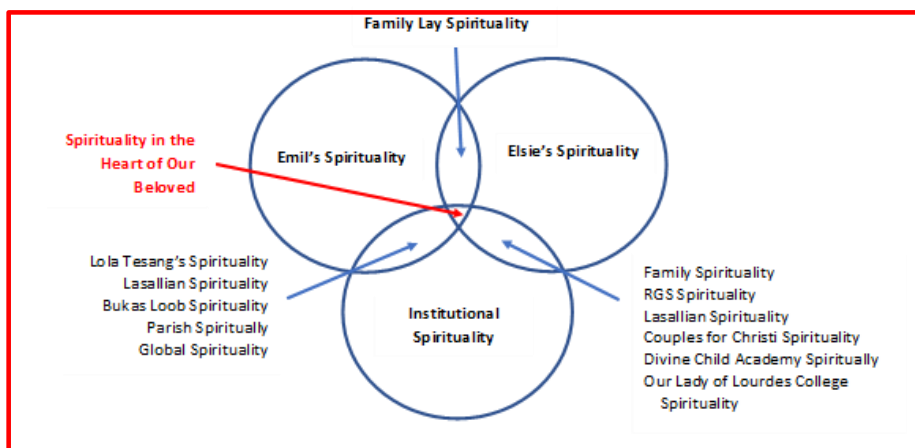 Family Lay Spirituality
Spirituality in the
Heart of Our
Beloved
Emil's Spirituality
Elsie's Spirituality
Lola Tesang's Spirituality
Lasallian Spirituality
Bukas Loob Spirituality
Parish Spiritually
Global Spirituality
Institutional
Spirituality
Family Spirituality
RGS Spirituality
Lasallian Spirituality
Couples for Christi Spirituality
Divine Child Academy Spiritually
Our Lady of Lourdes College
Spirituality